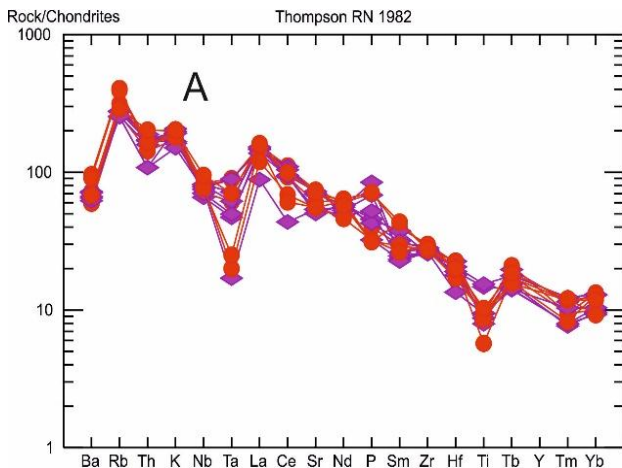 Rock/Chondrites Thompson RN 1982
1000
A
100
10
1
Ba Rb Th K Nb Ta La Ce Sr Nd P Sm Zr Hf Ti Tb Y Tm Yb